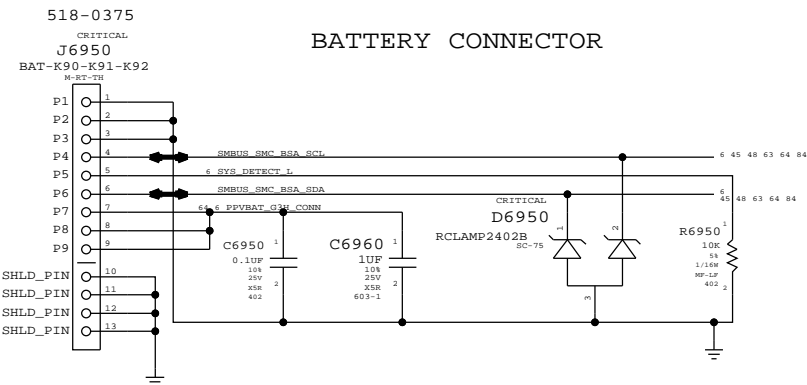 518-0375
CRITICAL
J6950
BAT-K90-K91-K92
M-RT-TH
BATTERY CONNECTOR
P1 1
P2 2
P3 3
P4 4 SMBUS_SMC_BSA_SCL 6 45 48 63 64 84
P5 5 6 SYS_DETECT_L
P6 6 SMBUS_SMC_BSA_SDA 6
45 48 63 64 84
P7 7 64 6 PPVBAT_G3H_CONN
P8 8
P9 9
SHLD_PIN 10
SHLD_PIN 11
SHLD_PIN 12
SHLD_PIN 13
C6950 1
0.1UF
10%
25V
X5R 2
402
C6960 1
1UF
10%
25V
X5R 2
603-1
CRITICAL
D6950
RCLAMP2402B
SC-75
1
2
3
R6950 1
10K
5%
1/16W
MF-LF
402 2